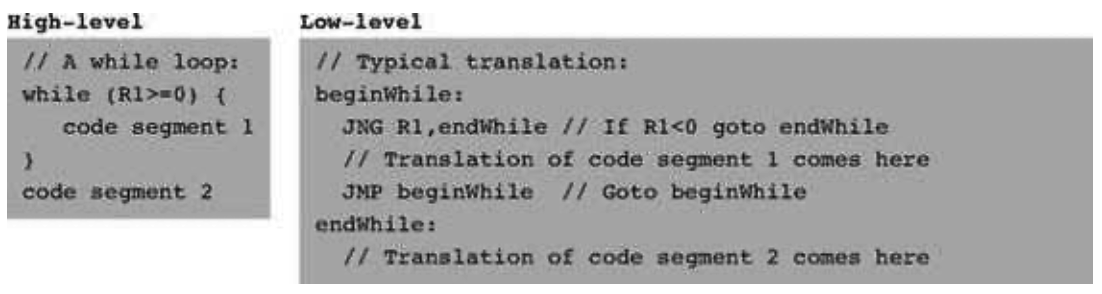 High-level
// A while loop:
while (R1>=0) {
code segment 1
}
code segment 2
Low-level
// Typical translation:
beginWhile:
JNG R1,endWhile // If R1<0 goto endWhile
// Translation of code segment 1 comes here
JMP beginWhile // Goto beginWhile
endWhile:
// Translation of code segment 2 comes here